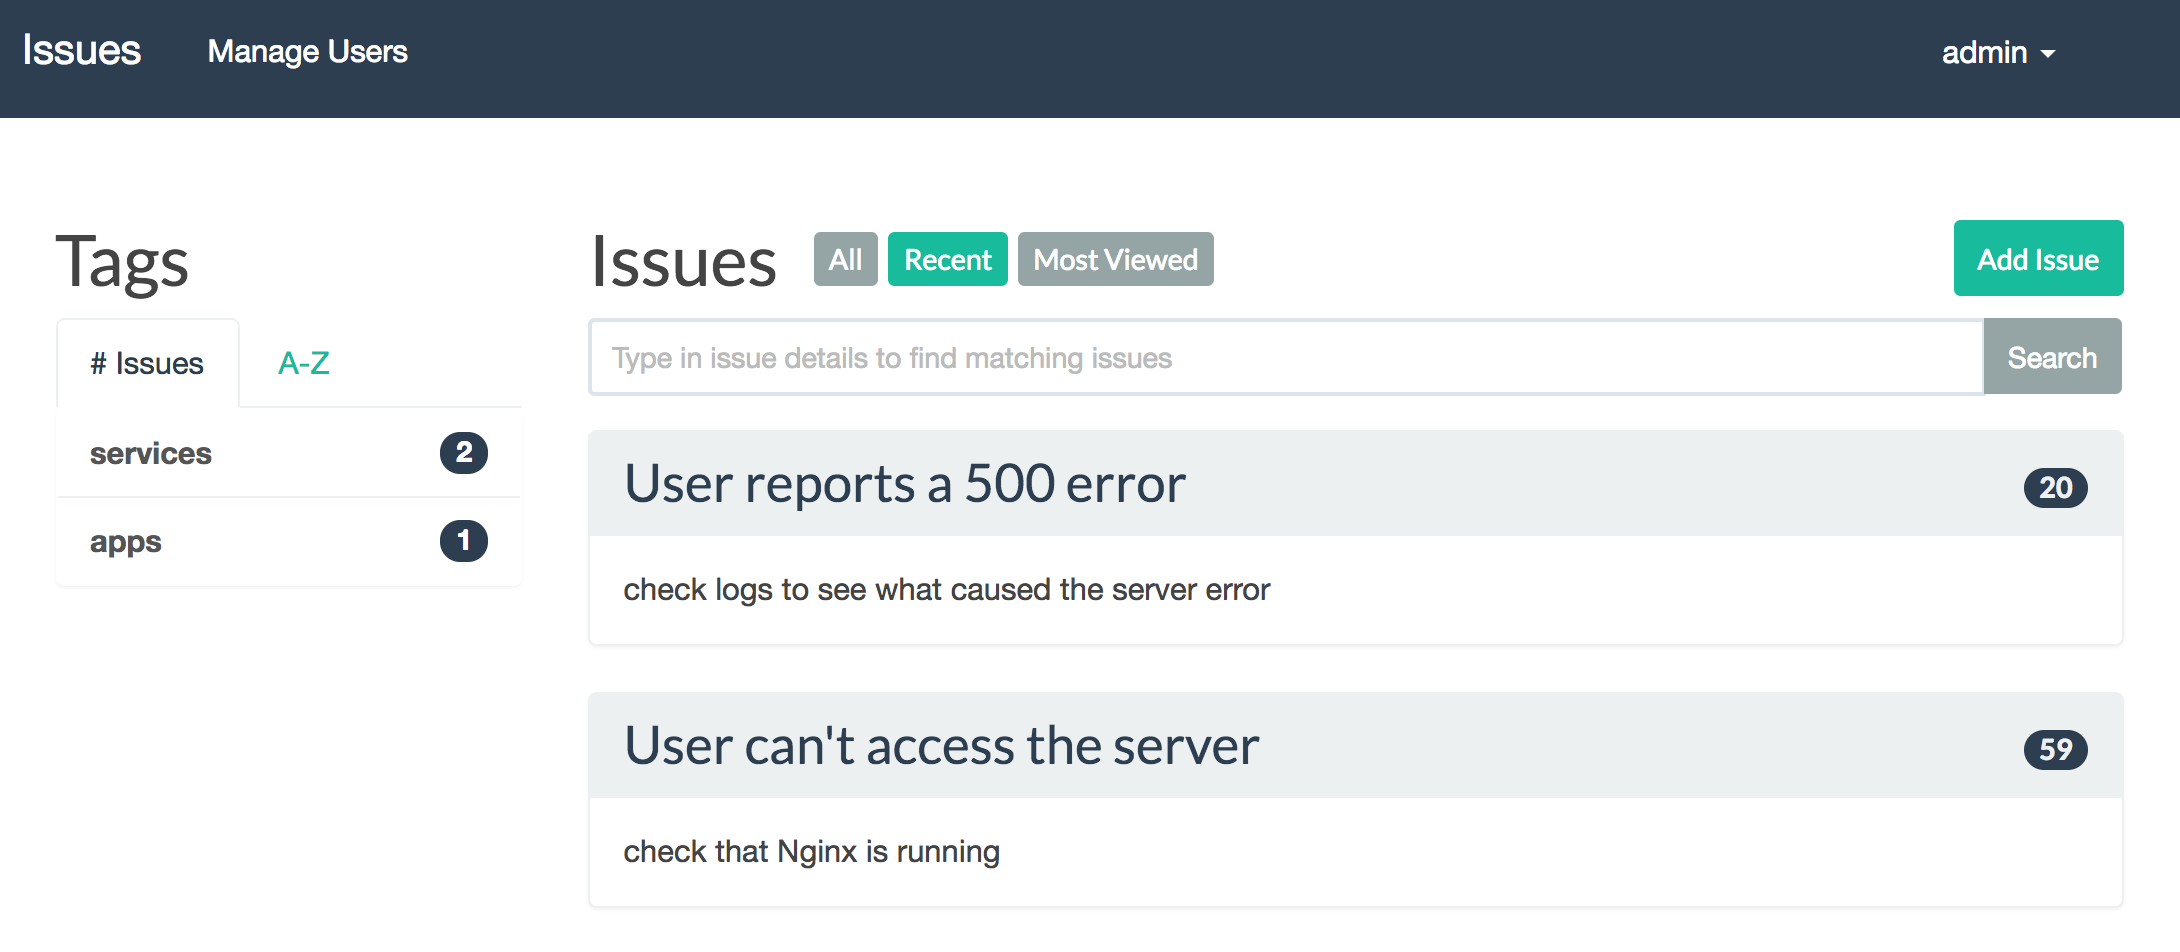 Issues Manage Users admin
Tags
# Issues A-Z
services 2
apps 1
Issues All Recent Most Viewed Add Issue
Type in issue details to find matching issues Search
User reports a 500 error 20
check logs to see what caused the server error
User can't access the server 59
check that Nginx is running